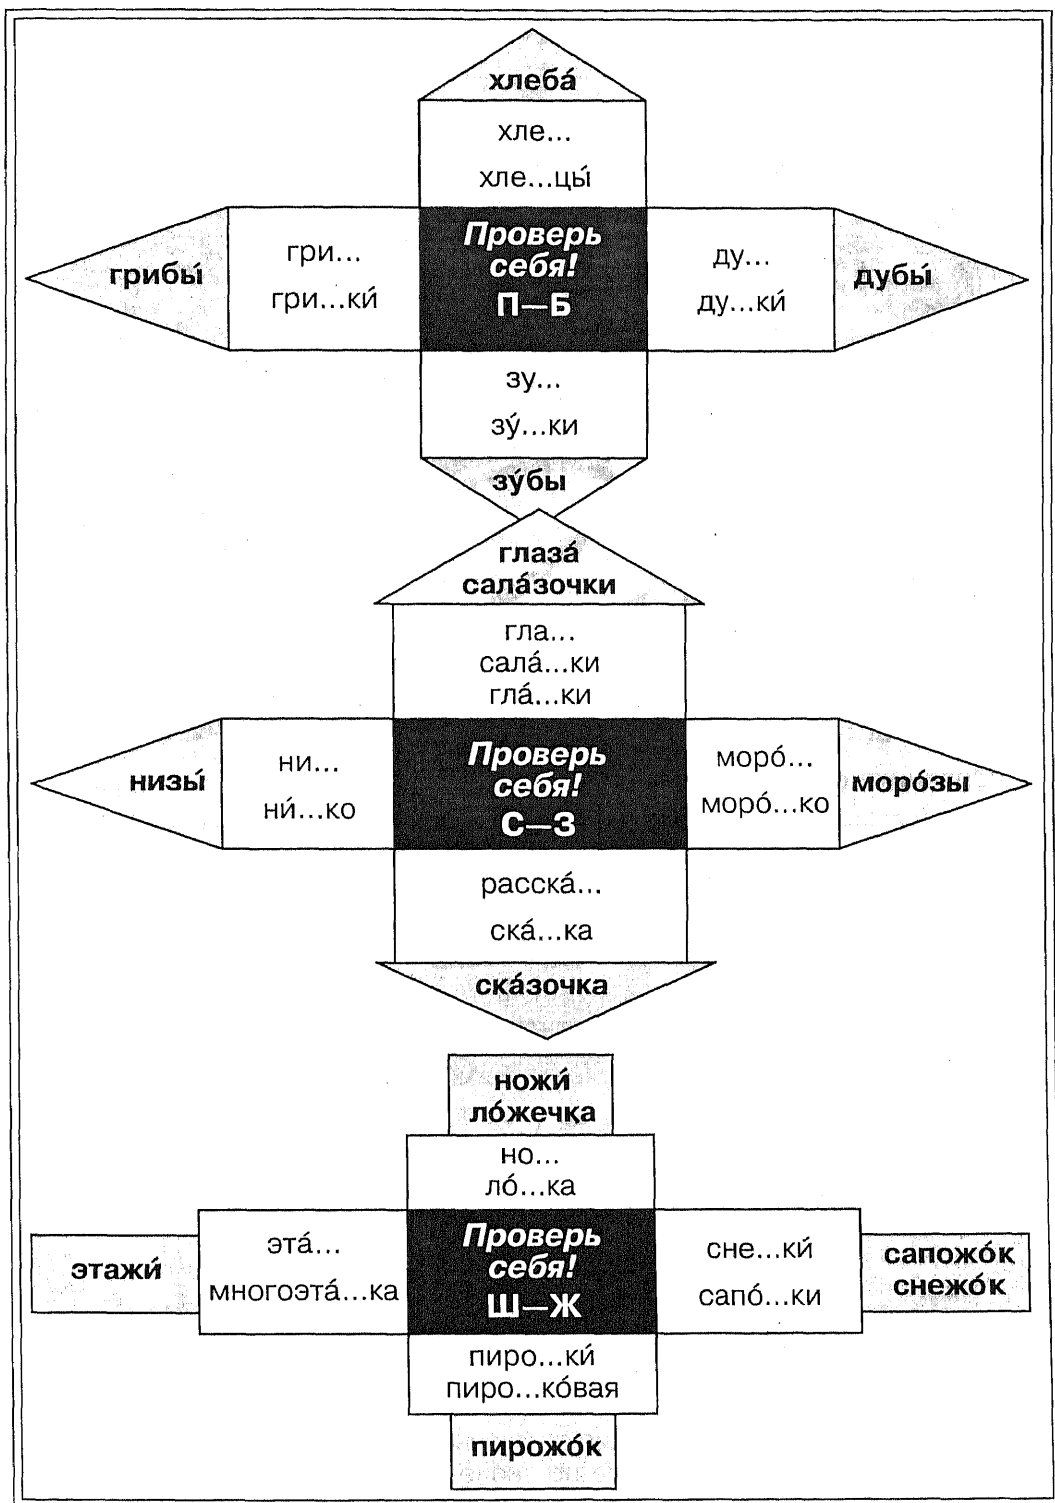 хлеба́
хле...
хле...цы́
грибы́
гри...
гри...ки́
Проверь
себя!
П—Б
ду...
ду...ки́
дубы́
зу...
зу́...ки
зу́бы
глаза́
сала́зочки
гла...
сала́...ки
гла́...ки
низы́
ни...
ни́...ко
Проверь
себя!
С—З
моро́...
моро́...ко
моро́зы
расска́...
ска́...ка
ска́зочка
ножи́
ло́жечка
но...
ло́...ка
этажи́
эта́...
многоэта́...ка
Проверь
себя!
Ш—Ж
сне...ки́
сапо́...ки
сапожо́к
снежо́к
пиро...ки́
пиро...ко́вая
пирожо́к